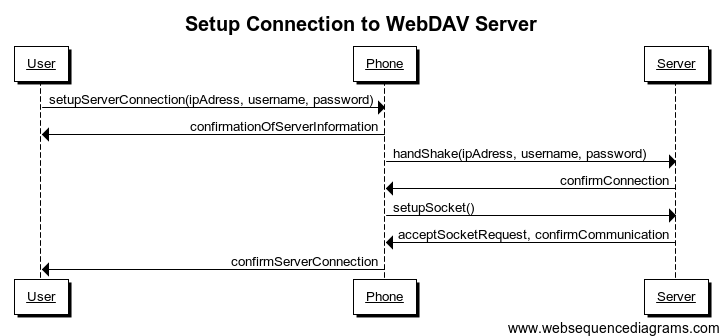 Setup Connection to WebDAV Server
User
Phone
Server
setupServerConnection(ipAdress, username, password)
confirmationOfServerInformation
handShake(ipAdress, username, password)
confirmConnection
setupSocket()
acceptSocketRequest, confirmCommunication
confirmServerConnection
User
Phone
Server
www.websequencediagrams.com